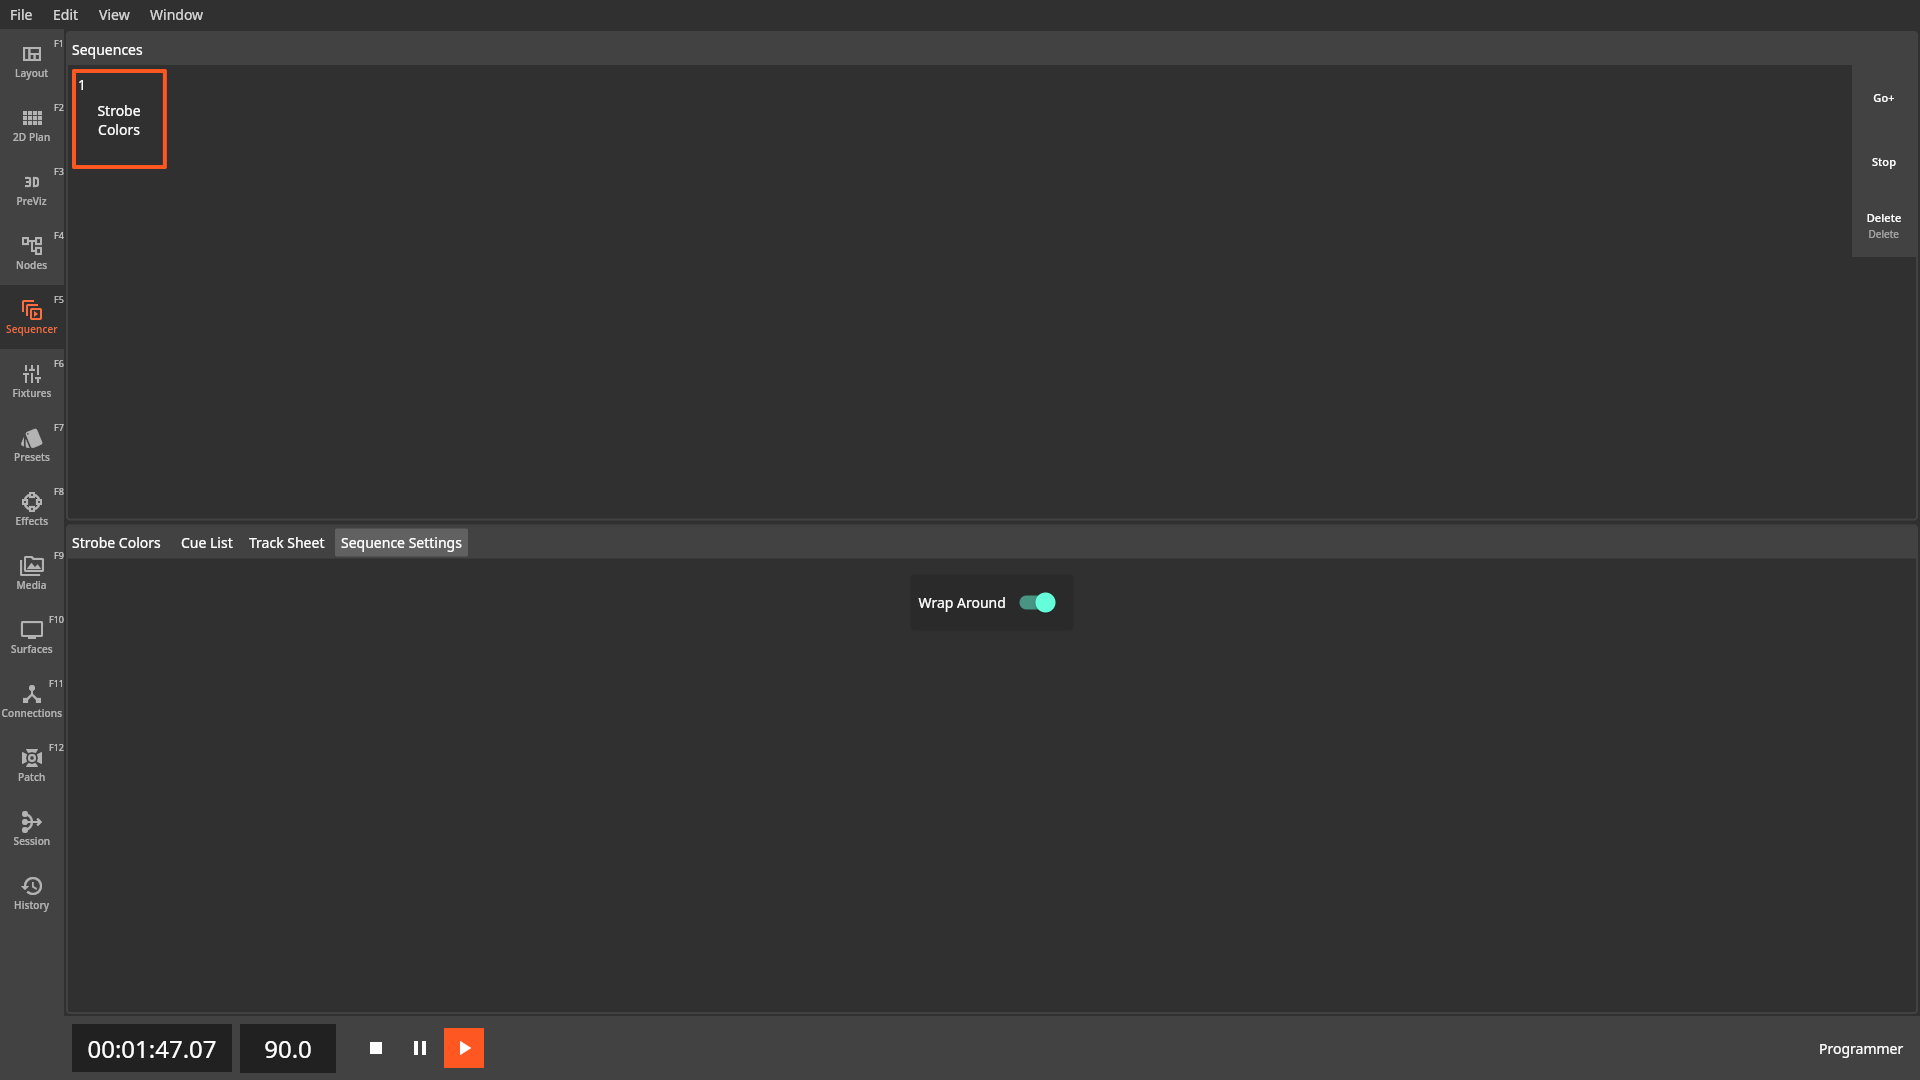 File Edit View Window
F1
Layout
F2
2D Plan
F3
3D
PreViz
F4
Nodes
F5
Sequencer
F6
Fixtures
F7
Presets
F8
Effects
F9
Media
F10
Surfaces
F11
Connections
F12
Patch
Session
History
Sequences
1
Strobe
Colors
Go+
Stop
Delete
Delete
Strobe Colors Cue List Track Sheet Sequence Settings
Wrap Around
00:01:47.07 90.0
Programmer